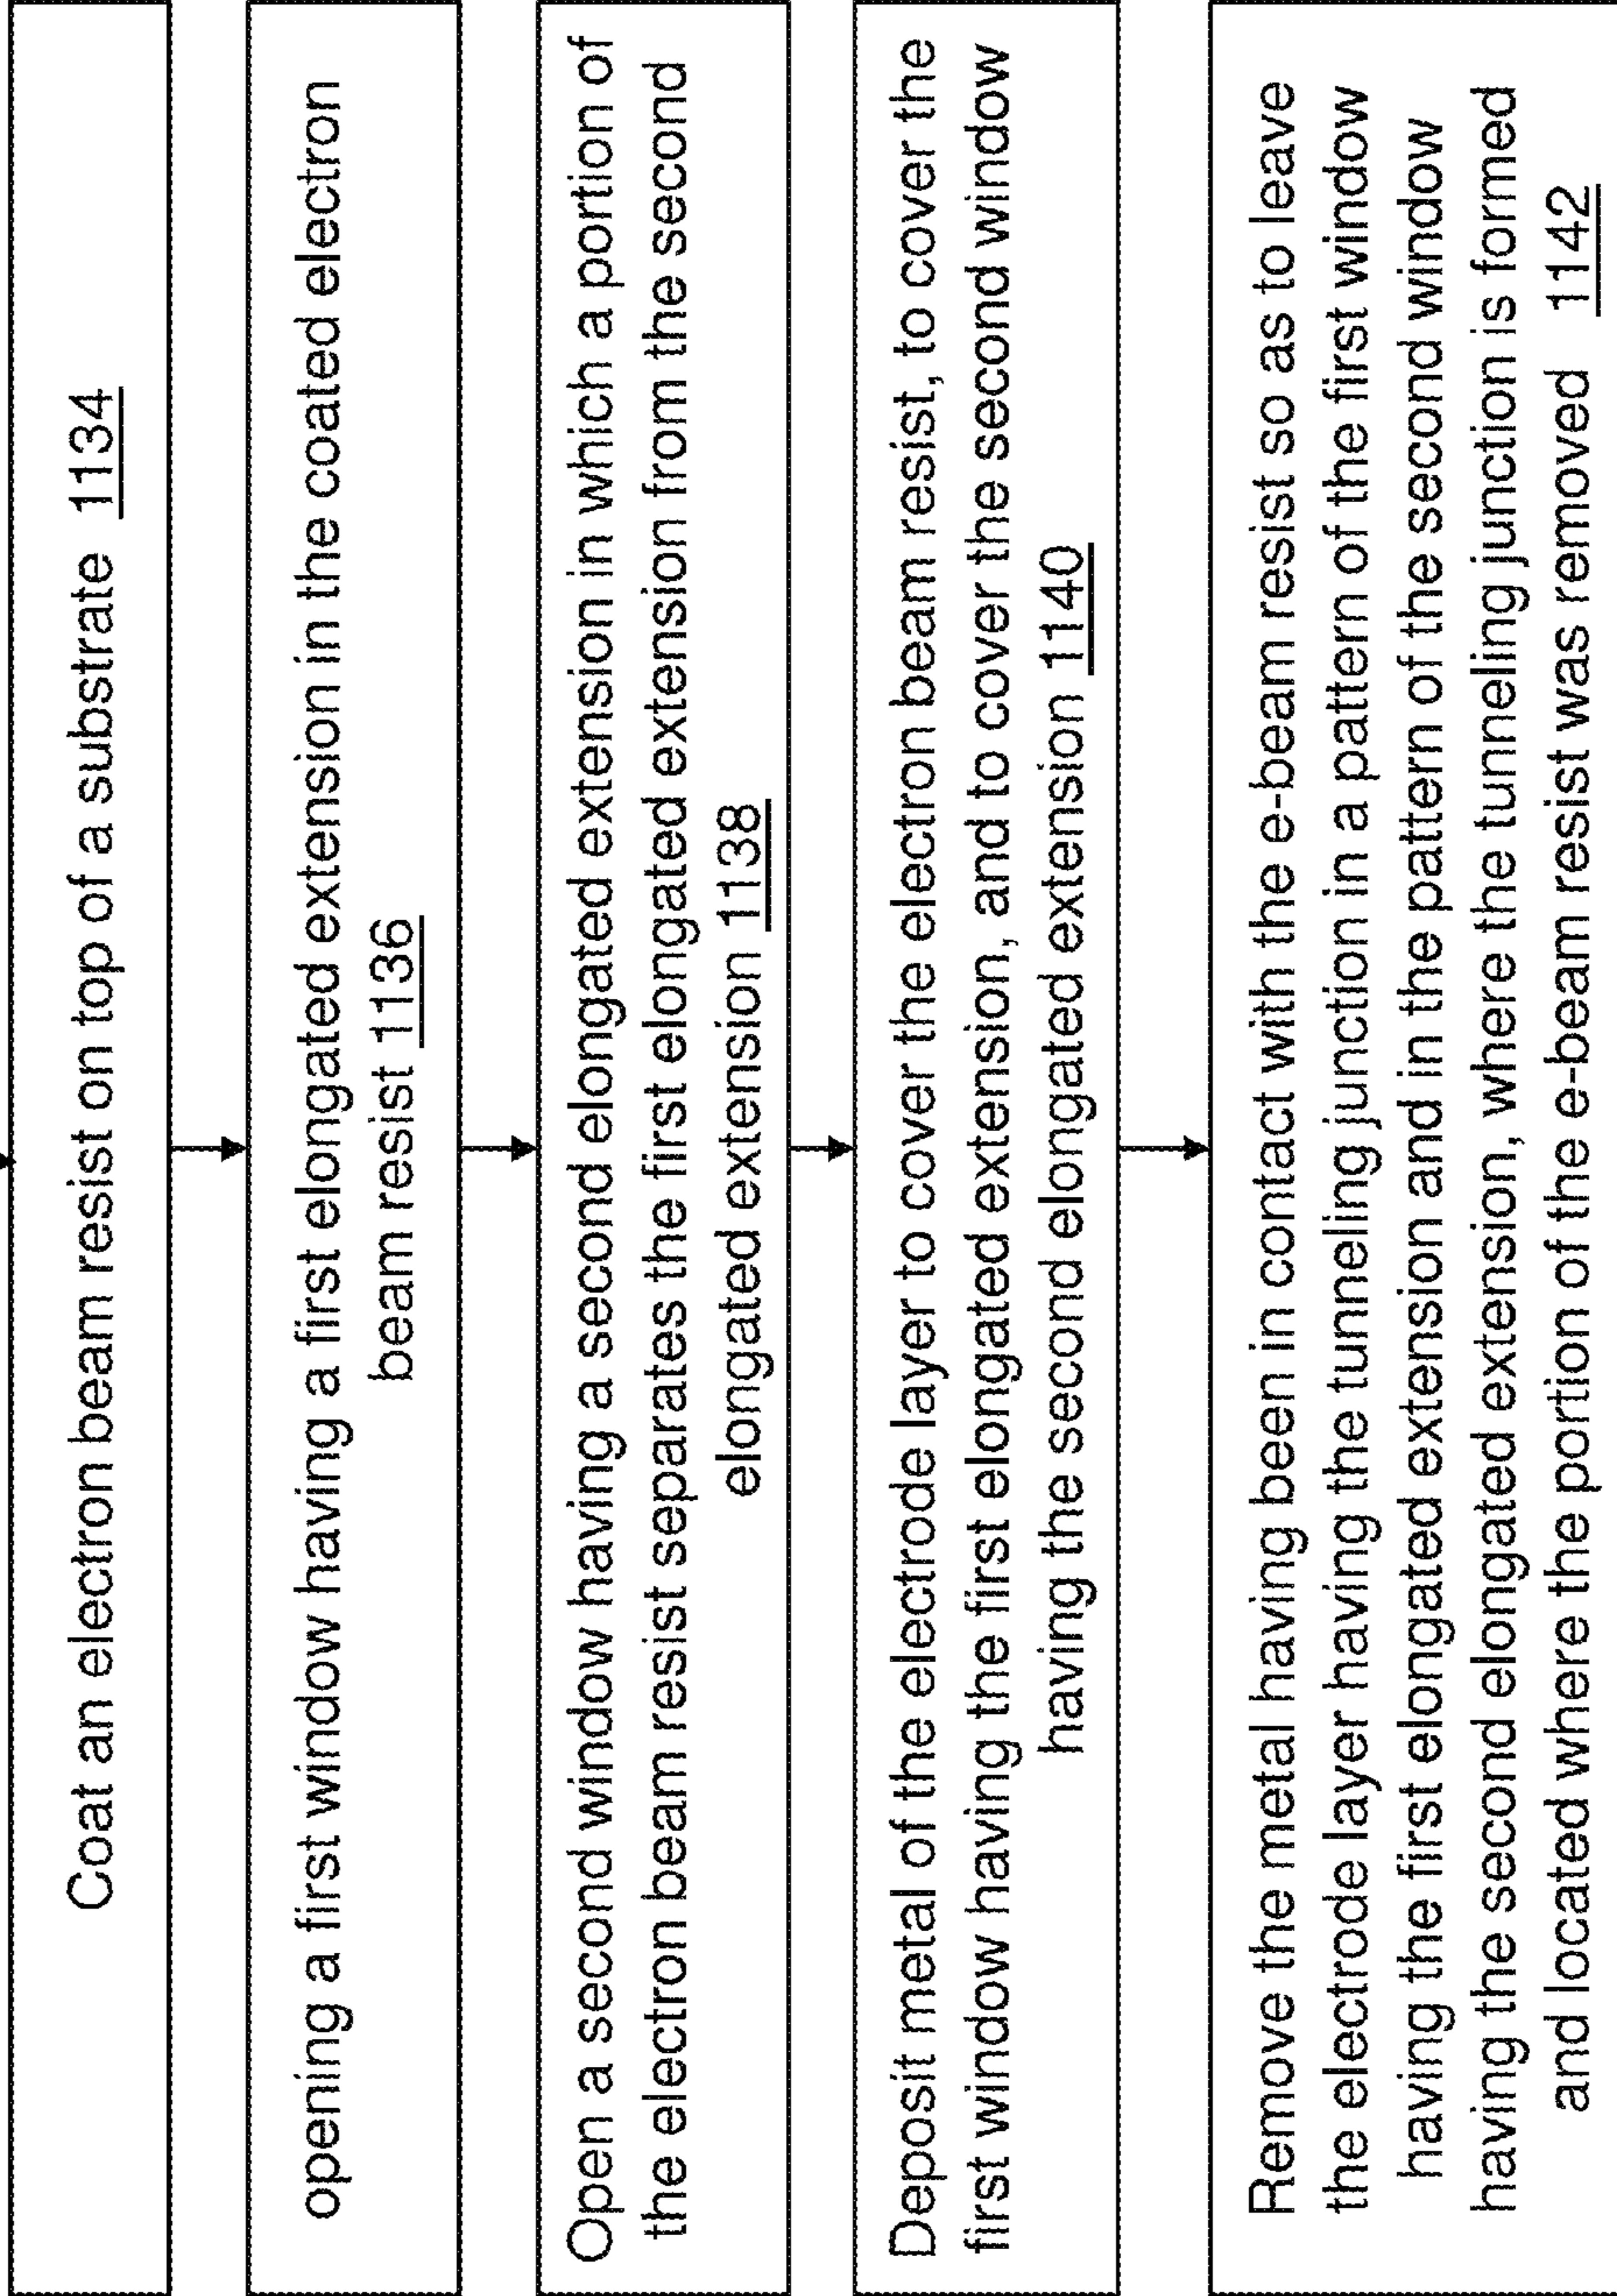 Coat an electron beam resist on top of a substrate 1134
opening a first window having a first elongated extension in the coated electron
beam resist 1136
Open a second window having a second elongated extension in which a portion of
the electron beam resist separates the first elongated extension from the second
elongated extension 1138
Deposit metal of the electrode layer to cover the electron beam resist, to cover the
first window having the first elongated extension, and to cover the second window
having the second elongated extension 1140
Remove the metal having been in contact with the e-beam resist so as to leave
the electrode layer having the tunneling junction in a pattern of the first window
having the first elongated extension and in the pattern of the second window
having the second elongated extension, where the tunneling junction is formed
and located where the portion of the e-beam resist was removed 1142